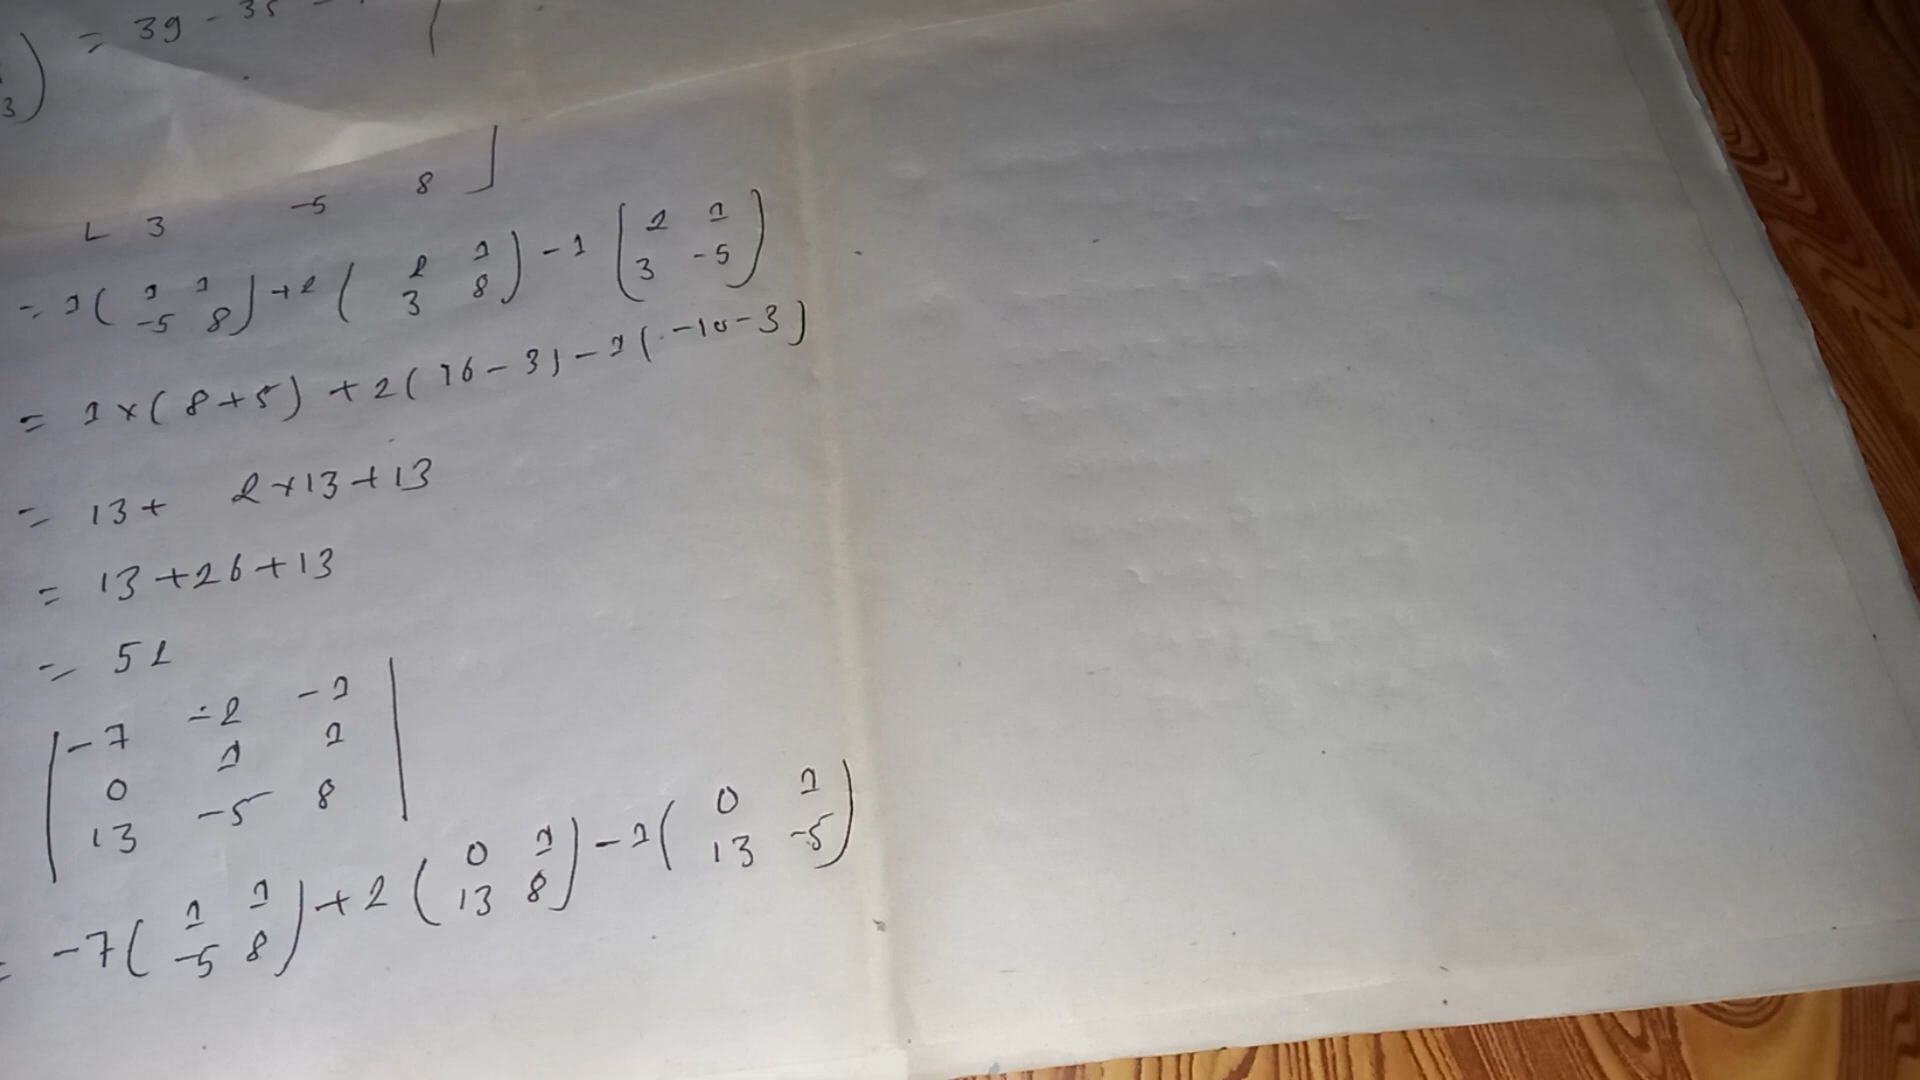 = 39 - 35 -
3 )
L 3 -5 8 ]
= 1 ( 1 1
-5 8 ) + 2 ( 2 1
3 8 ) - 1 ( 2 1
3 -5 )
= 1 × ( 8 + 5 ) + 2 ( 16 - 3 ) - 1 ( -10 - 3 )
= 13 + 2 × 13 + 13
= 13 + 26 + 13
= 52
| -7 -2 -1
0 1 1
13 -5 8 |
= -7 ( 1 1
-5 8 ) + 2 ( 0 1
13 8 ) - 1 ( 0 1
13 -5 )